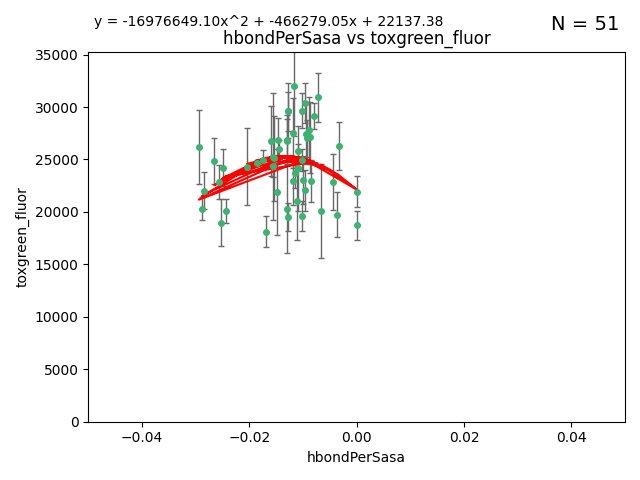 y = -16976649.10x^2 + -466279.05x + 22137.38
N = 51
hbondPerSasa vs toxgreen_fluor
35000
30000
25000
20000
15000
10000
5000
0
toxgreen_fluor
−0.04
−0.02
0.00
0.02
0.04
hbondPerSasa